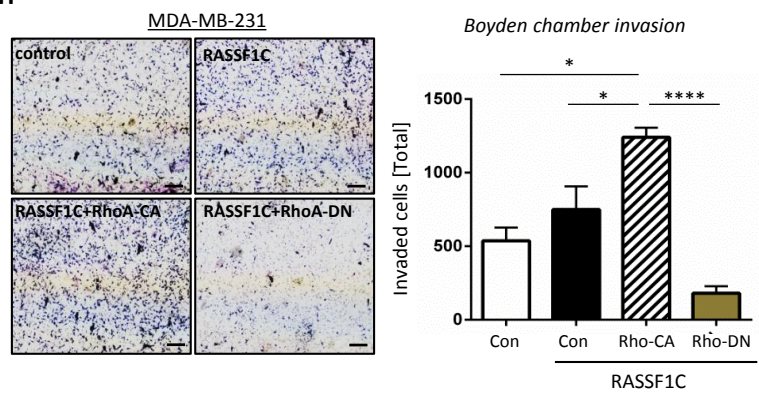 MDA-MB-231
control
RASSF1C
RASSF1C+RhoA-CA
RASSF1C+RhoA-DN
Boyden chamber invasion
*
* ****
Invaded cells [Total]
1500
1000
500
0
Con Con Rho-CA Rho-DN
RASSF1C